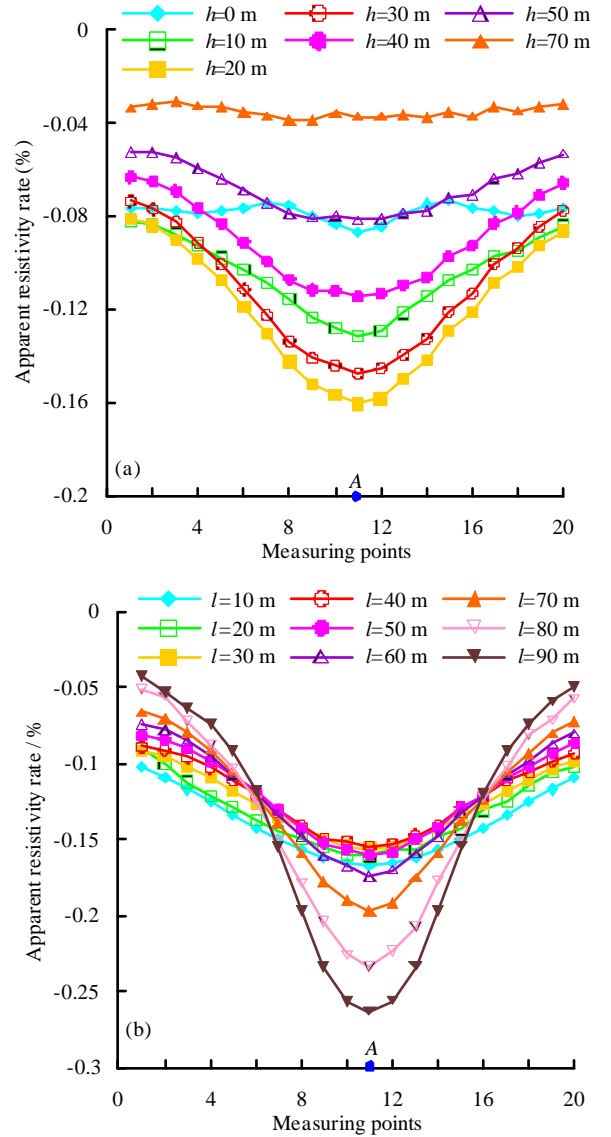 0
h=0 m h=30 m h=50 m
h=10 m h=40 m h=70 m
h=20 m
-0.04
-0.08
-0.12
-0.16
-0.2
Apparent resistivity rate (%)
(a)
A
0 4 8 12 16 20
Measuring points
0
l=10 m l=40 m l=70 m
l=20 m l=50 m l=80 m
l=30 m l=60 m l=90 m
-0.05
-0.1
-0.15
-0.2
-0.25
-0.3
Apparent resistivity rate / %
(b)
A
0 4 8 12 16 20
Measuring points